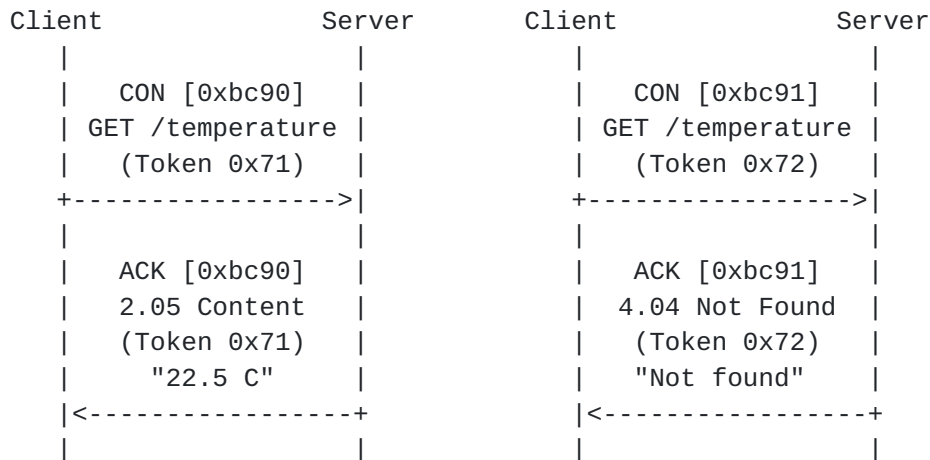 Client              Server       Client              Server
   |                  |             |                  |
   |   CON [0xbc90]   |             |   CON [0xbc91]   |
   | GET /temperature |             | GET /temperature |
   |   (Token 0x71)   |             |   (Token 0x72)   |
   +----------------->|             +----------------->|
   |                  |             |                  |
   |   ACK [0xbc90]   |             |   ACK [0xbc91]   |
   |   2.05 Content   |             |  4.04 Not Found  |
   |   (Token 0x71)   |             |   (Token 0x72)   |
   |     "22.5 C"     |             |   "Not found"    |
   |<-----------------+             |<-----------------+
   |                  |             |                  |